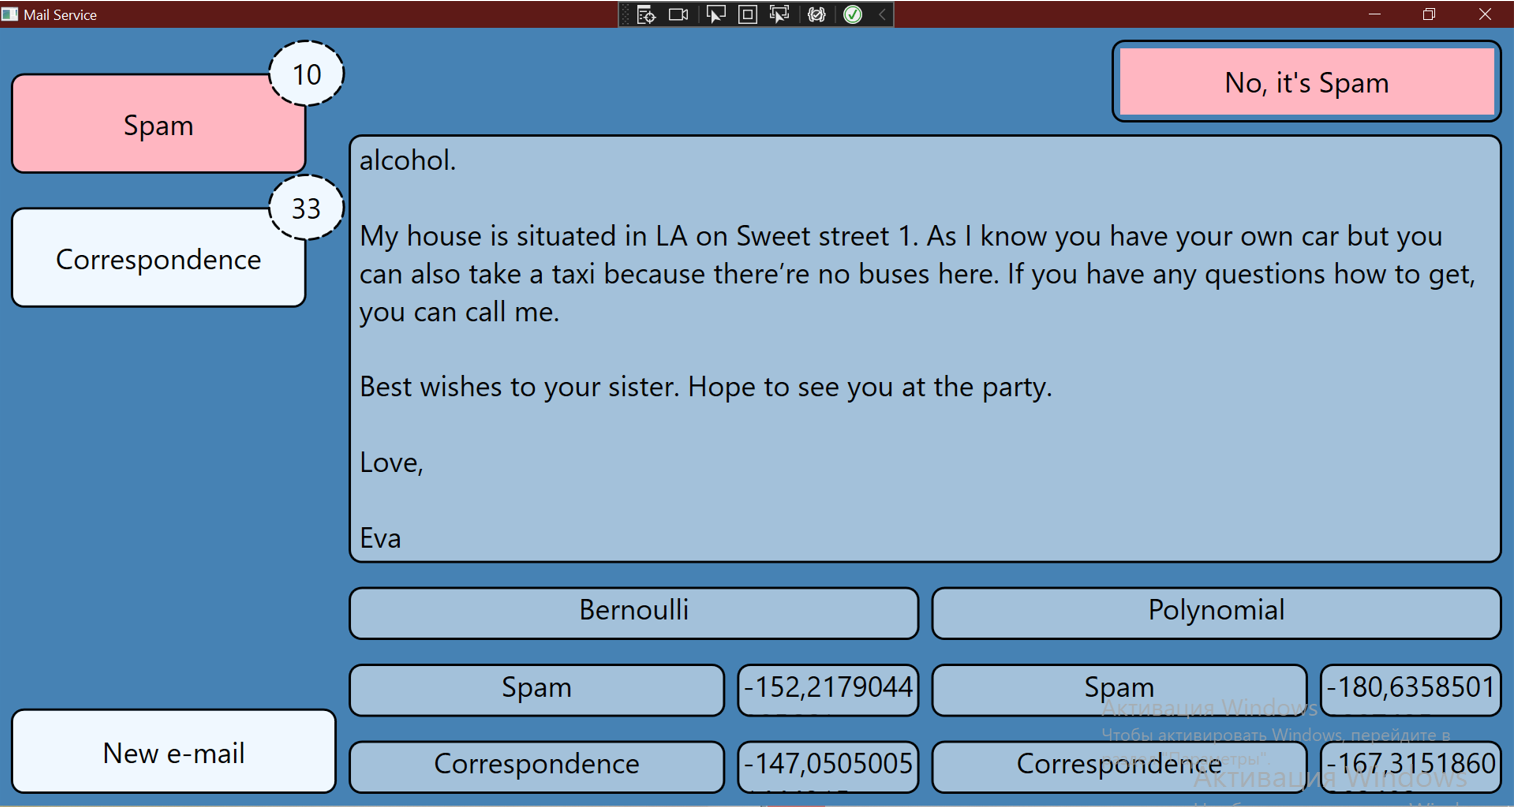 Mail Service
10
Spam
33
Correspondence
New e-mail
No, it's Spam
alcohol.
My house is situated in LA on Sweet street 1. As I know you have your own car but you
can also take a taxi because there’re no buses here. If you have any questions how to get,
you can call me.
Best wishes to your sister. Hope to see you at the party.
Love,
Eva
Bernoulli
Polynomial
Spam
-152,2179044
Spam
-180,6358501
Correspondence
-147,0505005
Correspondence
-167,3151860
Активация Windows
Чтобы активировать Windows, перейдите в
"Параметры".
Активация Windows